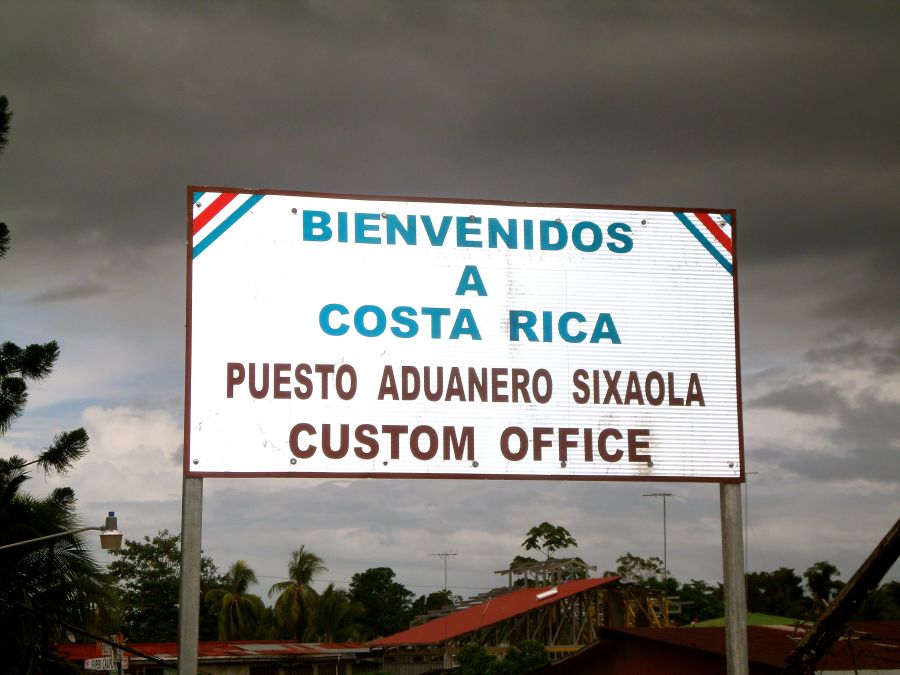 BIENVENIDOS
A
COSTA RICA
PUESTO ADUANERO SIXAOLA
CUSTOM OFFICE